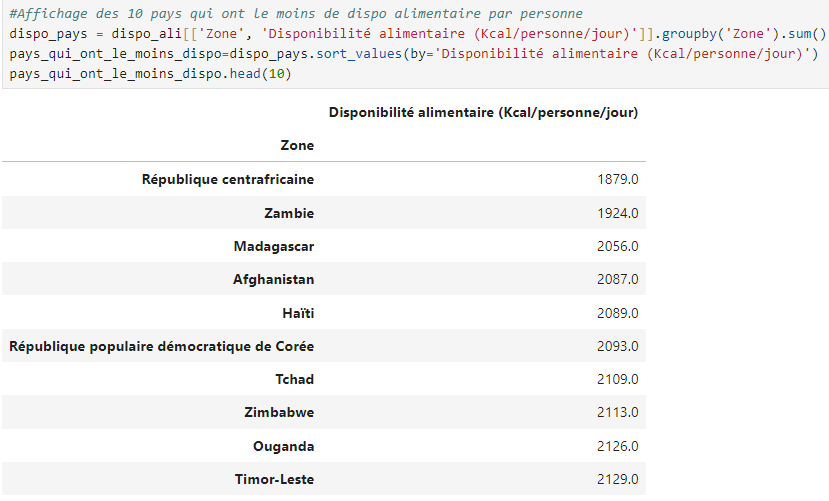 #Affichage des 10 pays qui ont le moins de dispo alimentaire par personne
dispo_pays = dispo_ali[['Zone', 'Disponibilité alimentaire (Kcal/personne/jour)']].groupby('Zone').sum()
pays_qui_ont_le_moins_dispo=dispo_pays.sort_values(by='Disponibilité alimentaire (Kcal/personne/jour)')
pays_qui_ont_le_moins_dispo.head(10)
Disponibilité alimentaire (Kcal/personne/jour)
Zone
République centrafricaine 1879.0
Zambie 1924.0
Madagascar 2056.0
Afghanistan 2087.0
Haïti 2089.0
République populaire démocratique de Corée 2093.0
Tchad 2109.0
Zimbabwe 2113.0
Ouganda 2126.0
Timor-Leste 2129.0